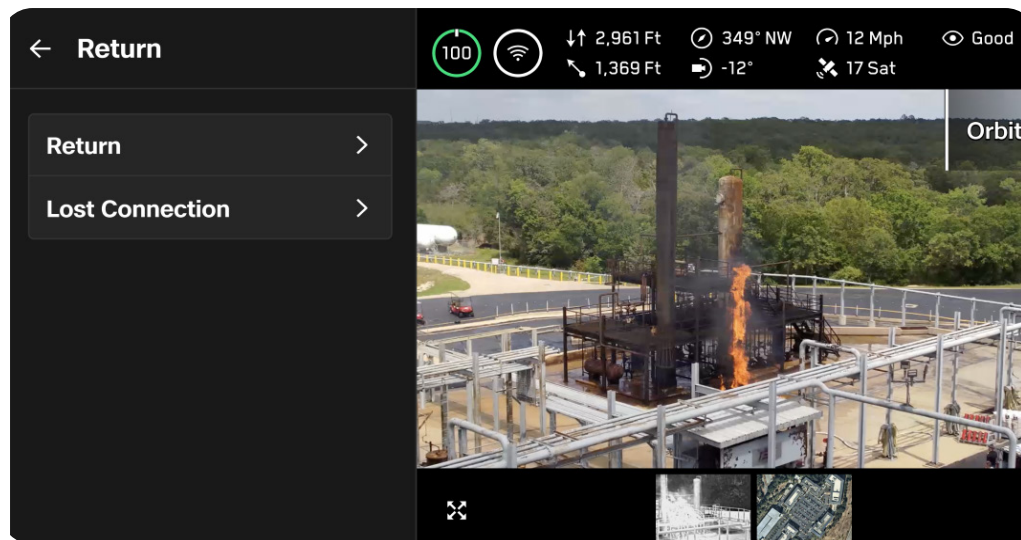 Return
Return
Lost Connection
100
2,961 Ft
349° NW
12 Mph
Good
1,369 Ft
-12°
17 Sat
Orbit